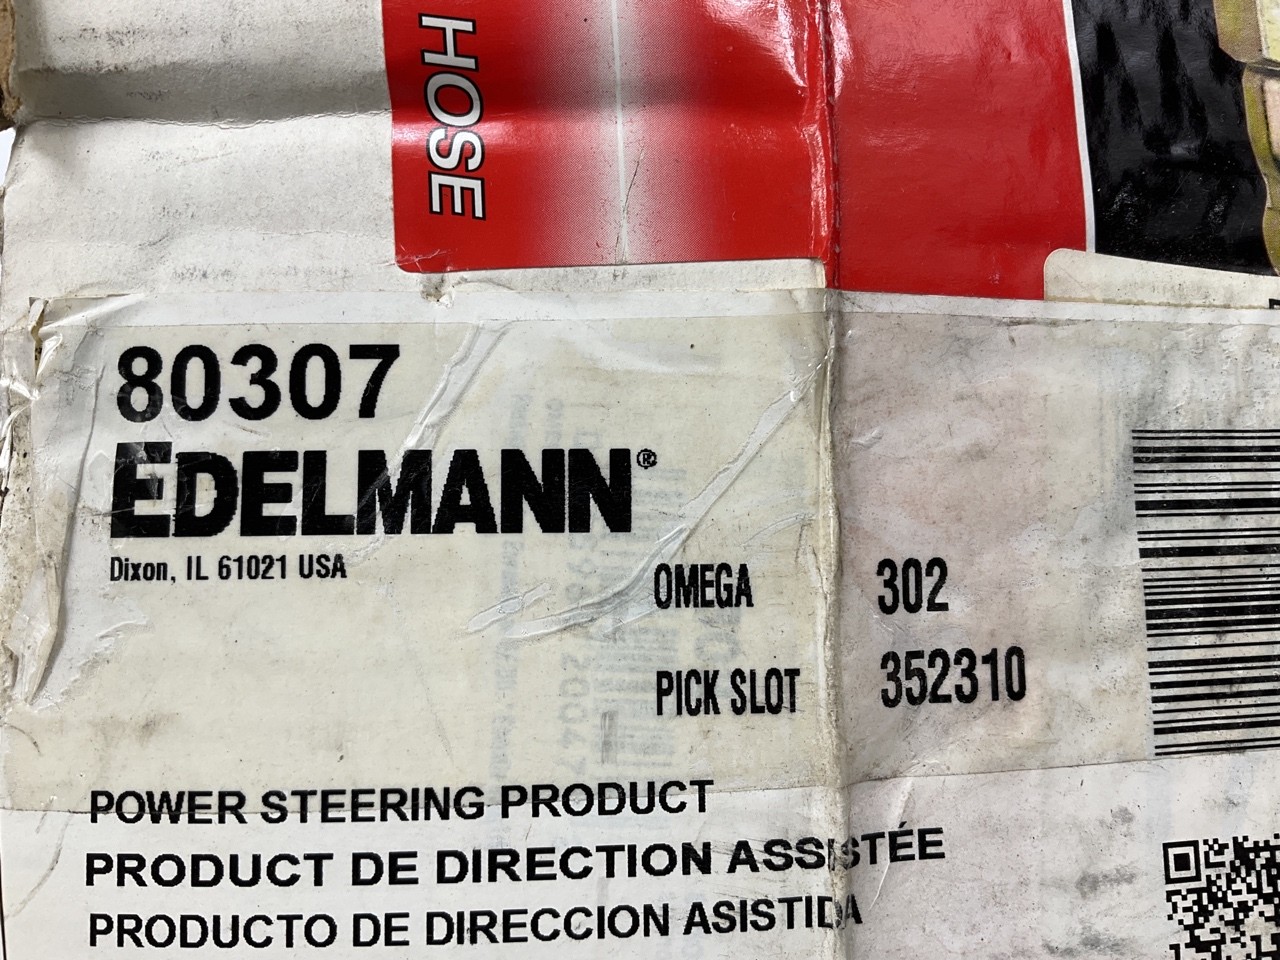 HOSE
80307
EDELMANN®
Dixon, IL 61021 USA
OMEGA 302
PICK SLOT 352310
POWER STEERING PRODUCT
PRODUCT DE DIRECTION ASSISTÉE
PRODUCTO DE DIRECCION ASISTIDA